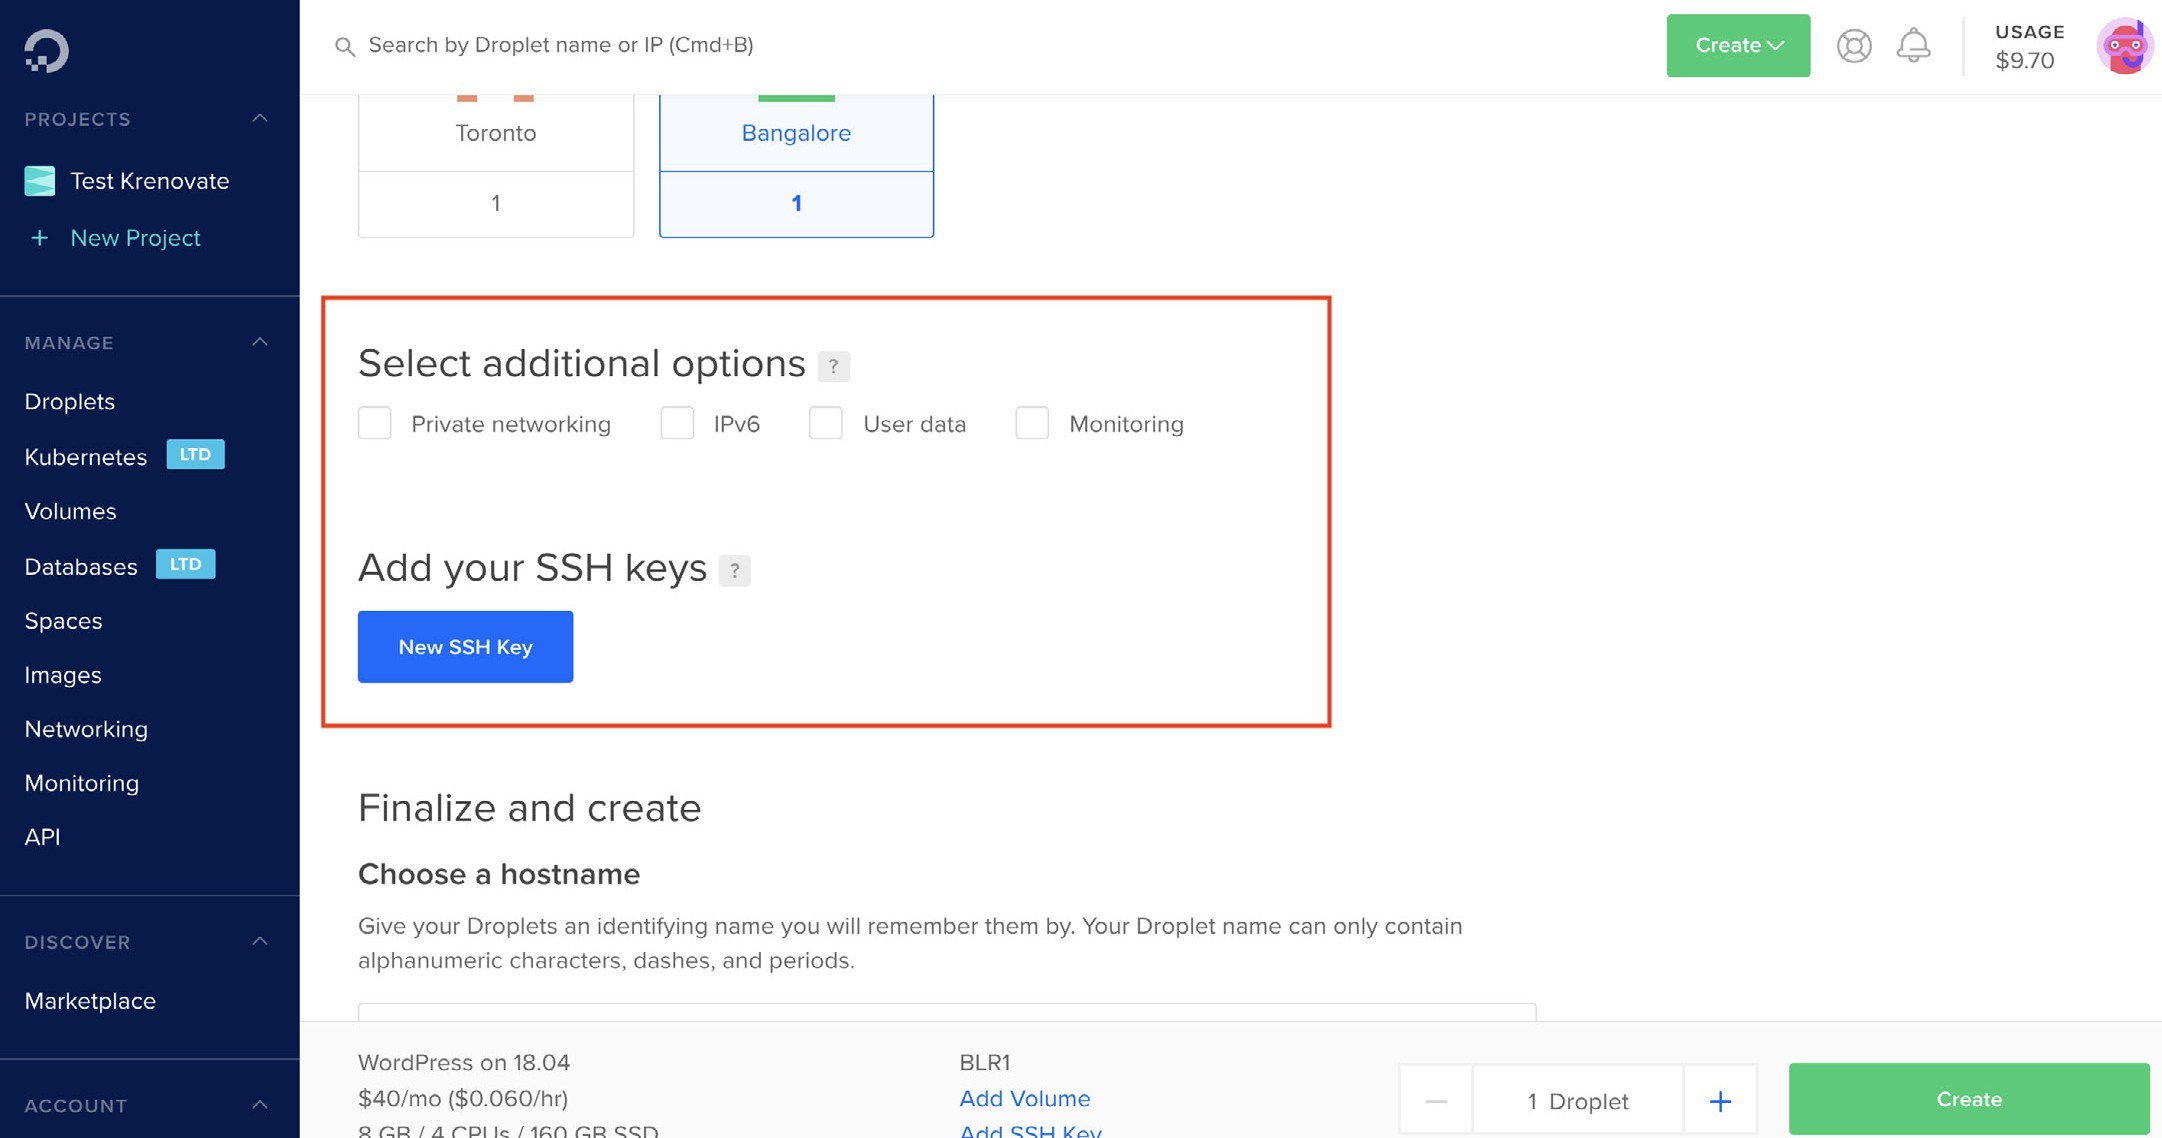 Search by Droplet name or IP (Cmd+B)
Create
USAGE
$9.70
PROJECTS
Test Krenovate
+ New Project
MANAGE
Droplets
Kubernetes LTD
Volumes
Databases LTD
Spaces
Images
Networking
Monitoring
API
DISCOVER
Marketplace
ACCOUNT
Toronto
1
Bangalore
1
Select additional options ?
Private networking
IPv6
User data
Monitoring
Add your SSH keys ?
New SSH Key
Finalize and create
Choose a hostname
Give your Droplets an identifying name you will remember them by. Your Droplet name can only contain
alphanumeric characters, dashes, and periods.
WordPress on 18.04
$40/mo ($0.060/hr)
8 GB / 4 CPUs / 160 GB SSD
BLR1
Add Volume
Add SSH Key
— 1 Droplet +
Create